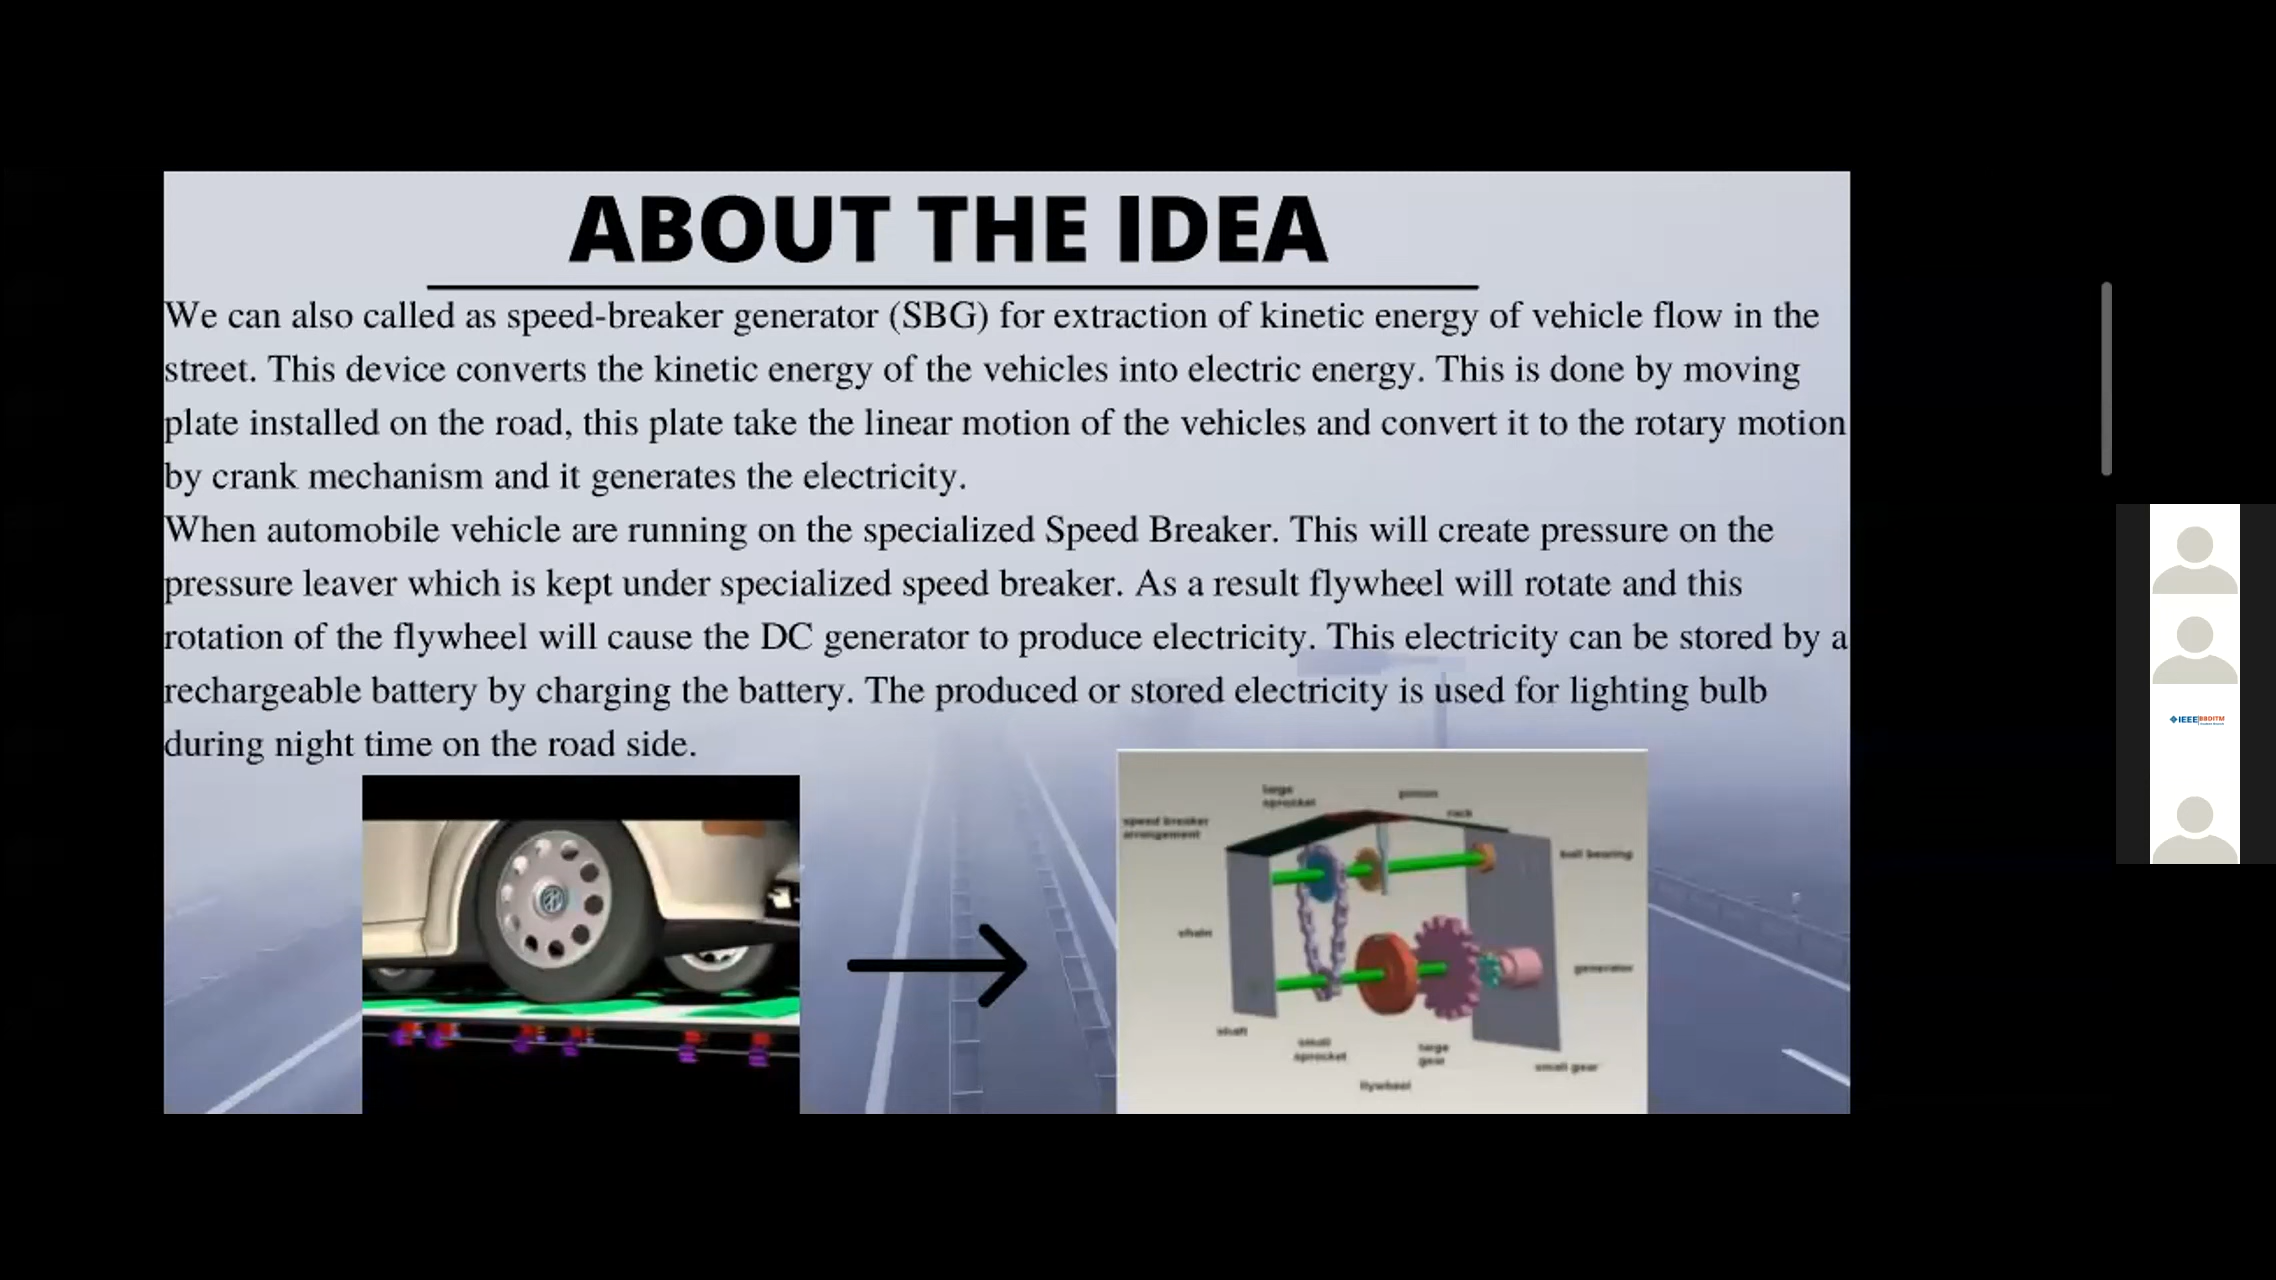 ABOUT THE IDEA
We can also called as speed-breaker generator (SBG) for extraction of kinetic energy of vehicle flow in the
street. This device converts the kinetic energy of the vehicles into electric energy. This is done by moving
plate installed on the road, this plate take the linear motion of the vehicles and convert it to the rotary motion
by crank mechanism and it generates the electricity.
When automobile vehicle are running on the specialized Speed Breaker. This will create pressure on the
pressure leaver which is kept under specialized speed breaker. As a result flywheel will rotate and this
rotation of the flywheel will cause the DC generator to produce electricity. This electricity can be stored by a
rechargeable battery by charging the battery. The produced or stored electricity is used for lighting bulb
during night time on the road side.
large
sprocket
pinion
rack
speed breaker
arrangement
ball bearing
chain
generator
shaft
small
sprocket
large
gear
small gear
flywheel
IEEE BBDITM